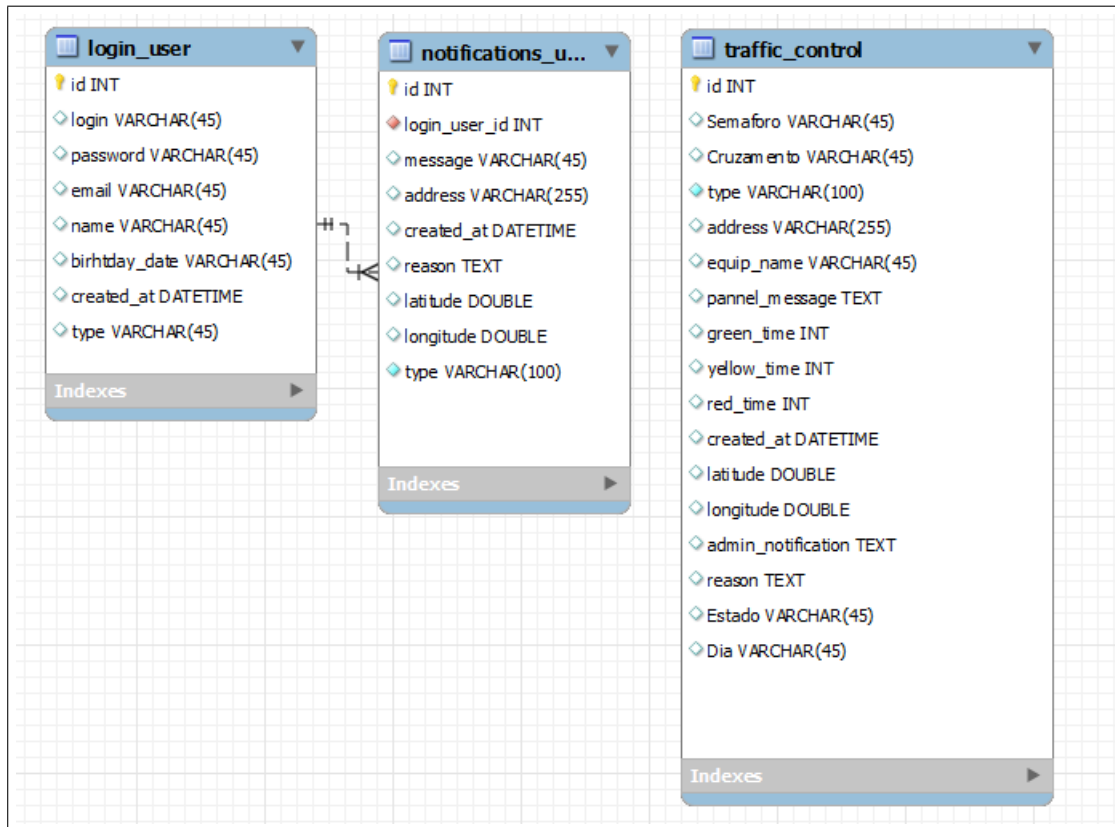 login_user
id INT
login VARCHAR(45)
password VARCHAR(45)
email VARCHAR(45)
name VARCHAR(45)
birhtday_date VARCHAR(45)
created_at DATETIME
type VARCHAR(45)
Indexes
notifications_u...
id INT
login_user_id INT
message VARCHAR(45)
address VARCHAR(255)
created_at DATETIME
reason TEXT
latitude DOUBLE
longitude DOUBLE
type VARCHAR(100)
Indexes
traffic_control
id INT
Semaforo VARCHAR(45)
Cruzamento VARCHAR(45)
type VARCHAR(100)
address VARCHAR(255)
equip_name VARCHAR(45)
pannel_message TEXT
green_time INT
yellow_time INT
red_time INT
created_at DATETIME
latitude DOUBLE
longitude DOUBLE
admin_notification TEXT
reason TEXT
Estado VARCHAR(45)
Dia VARCHAR(45)
Indexes